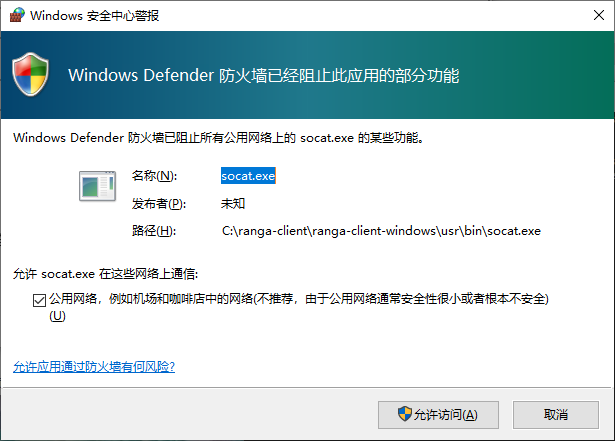 Windows 安全中心警报
Windows Defender 防火墙已经阻止此应用的部分功能
Windows Defender 防火墙已阻止所有公用网络上的 socat.exe 的某些功能。
名称(N): socat.exe
发布者(P): 未知
路径(H): C:\ranga-client\ranga-client-windows\usr\bin\socat.exe
允许 socat.exe 在这些网络上通信:
公用网络，例如机场和咖啡店中的网络(不推荐，由于公用网络通常安全性很小或者根本不安全)
(U)
允许应用通过防火墙有何风险?
允许访问(A) 取消